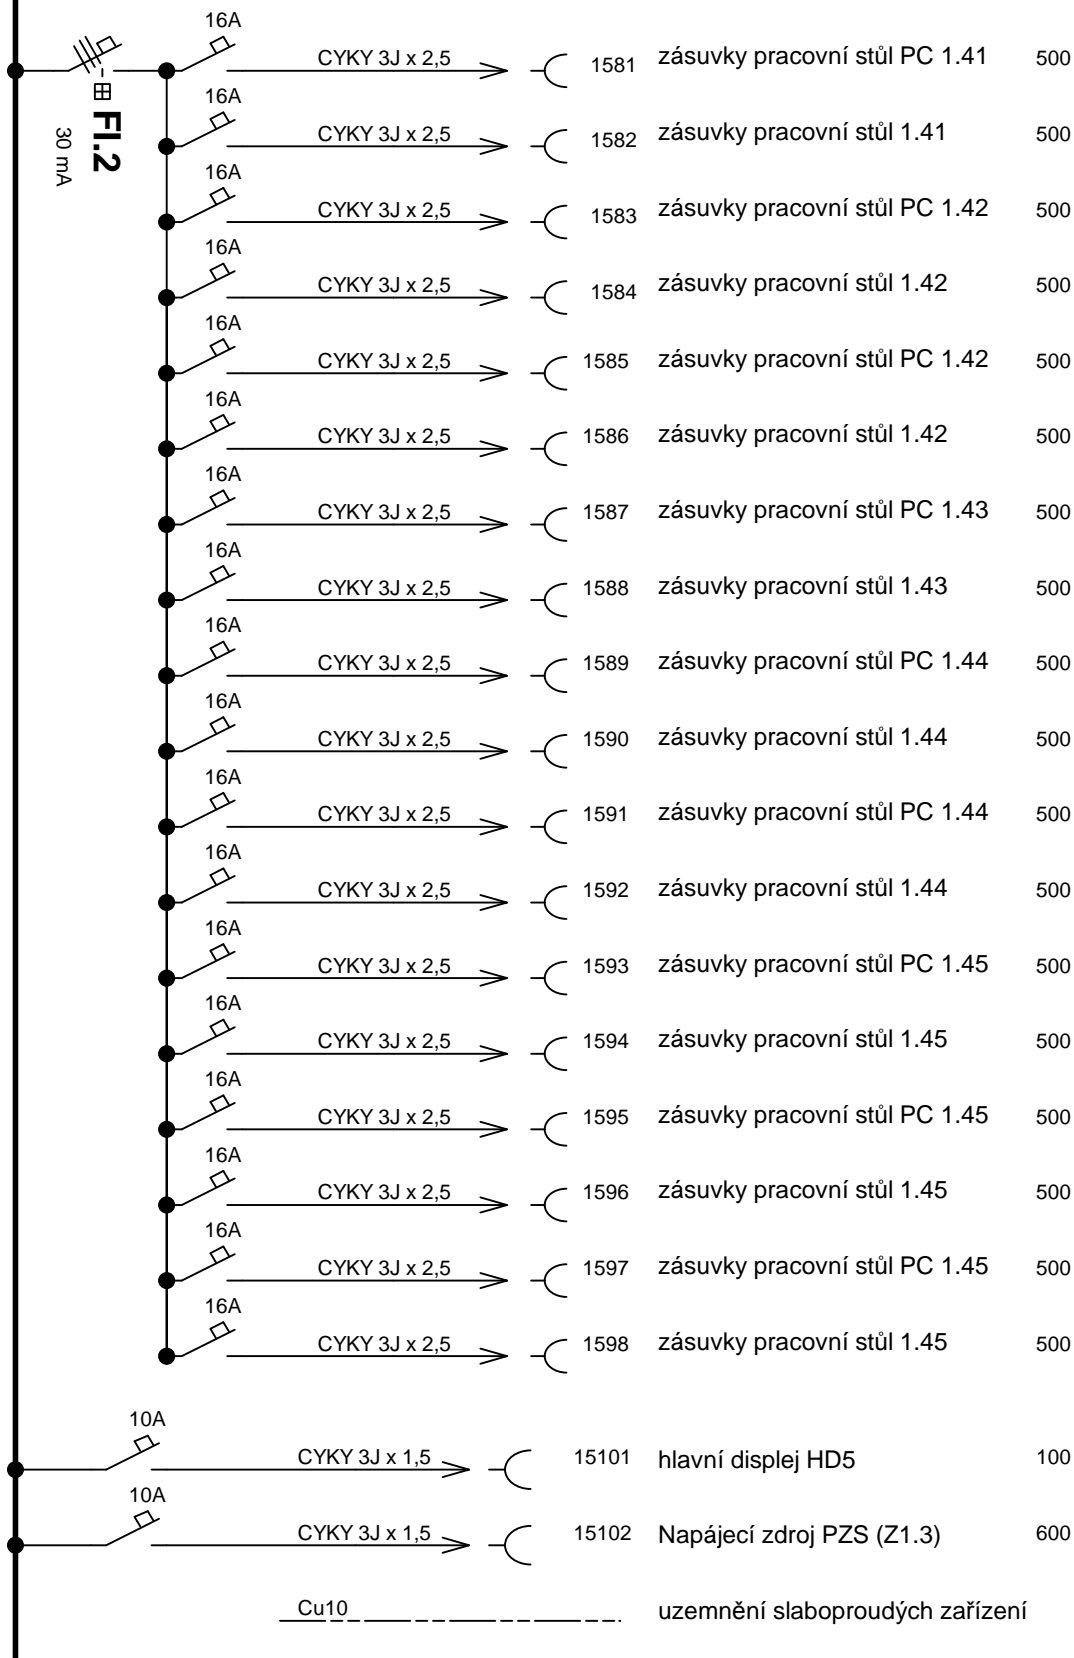 16A
CYKY 3J x 2,5 1581 zásuvky pracovní stůl PC 1.41 500
FI.2
30 mA
16A
CYKY 3J x 2,5 1582 zásuvky pracovní stůl 1.41 500
16A
CYKY 3J x 2,5 1583 zásuvky pracovní stůl PC 1.42 500
16A
CYKY 3J x 2,5 1584 zásuvky pracovní stůl 1.42 500
16A
CYKY 3J x 2,5 1585 zásuvky pracovní stůl PC 1.42 500
16A
CYKY 3J x 2,5 1586 zásuvky pracovní stůl 1.42 500
16A
CYKY 3J x 2,5 1587 zásuvky pracovní stůl PC 1.43 500
16A
CYKY 3J x 2,5 1588 zásuvky pracovní stůl 1.43 500
16A
CYKY 3J x 2,5 1589 zásuvky pracovní stůl PC 1.44 500
16A
CYKY 3J x 2,5 1590 zásuvky pracovní stůl 1.44 500
16A
CYKY 3J x 2,5 1591 zásuvky pracovní stůl PC 1.44 500
16A
CYKY 3J x 2,5 1592 zásuvky pracovní stůl 1.44 500
16A
CYKY 3J x 2,5 1593 zásuvky pracovní stůl PC 1.45 500
16A
CYKY 3J x 2,5 1594 zásuvky pracovní stůl 1.45 500
16A
CYKY 3J x 2,5 1595 zásuvky pracovní stůl PC 1.45 500
16A
CYKY 3J x 2,5 1596 zásuvky pracovní stůl 1.45 500
16A
CYKY 3J x 2,5 1597 zásuvky pracovní stůl PC 1.45 500
16A
CYKY 3J x 2,5 1598 zásuvky pracovní stůl 1.45 500
10A
CYKY 3J x 1,5 15101 hlavní displej HD5 100
10A
CYKY 3J x 1,5 15102 Napájecí zdroj PZS (Z1.3) 600
Cu10 uzemnění slaboproudých zařízení